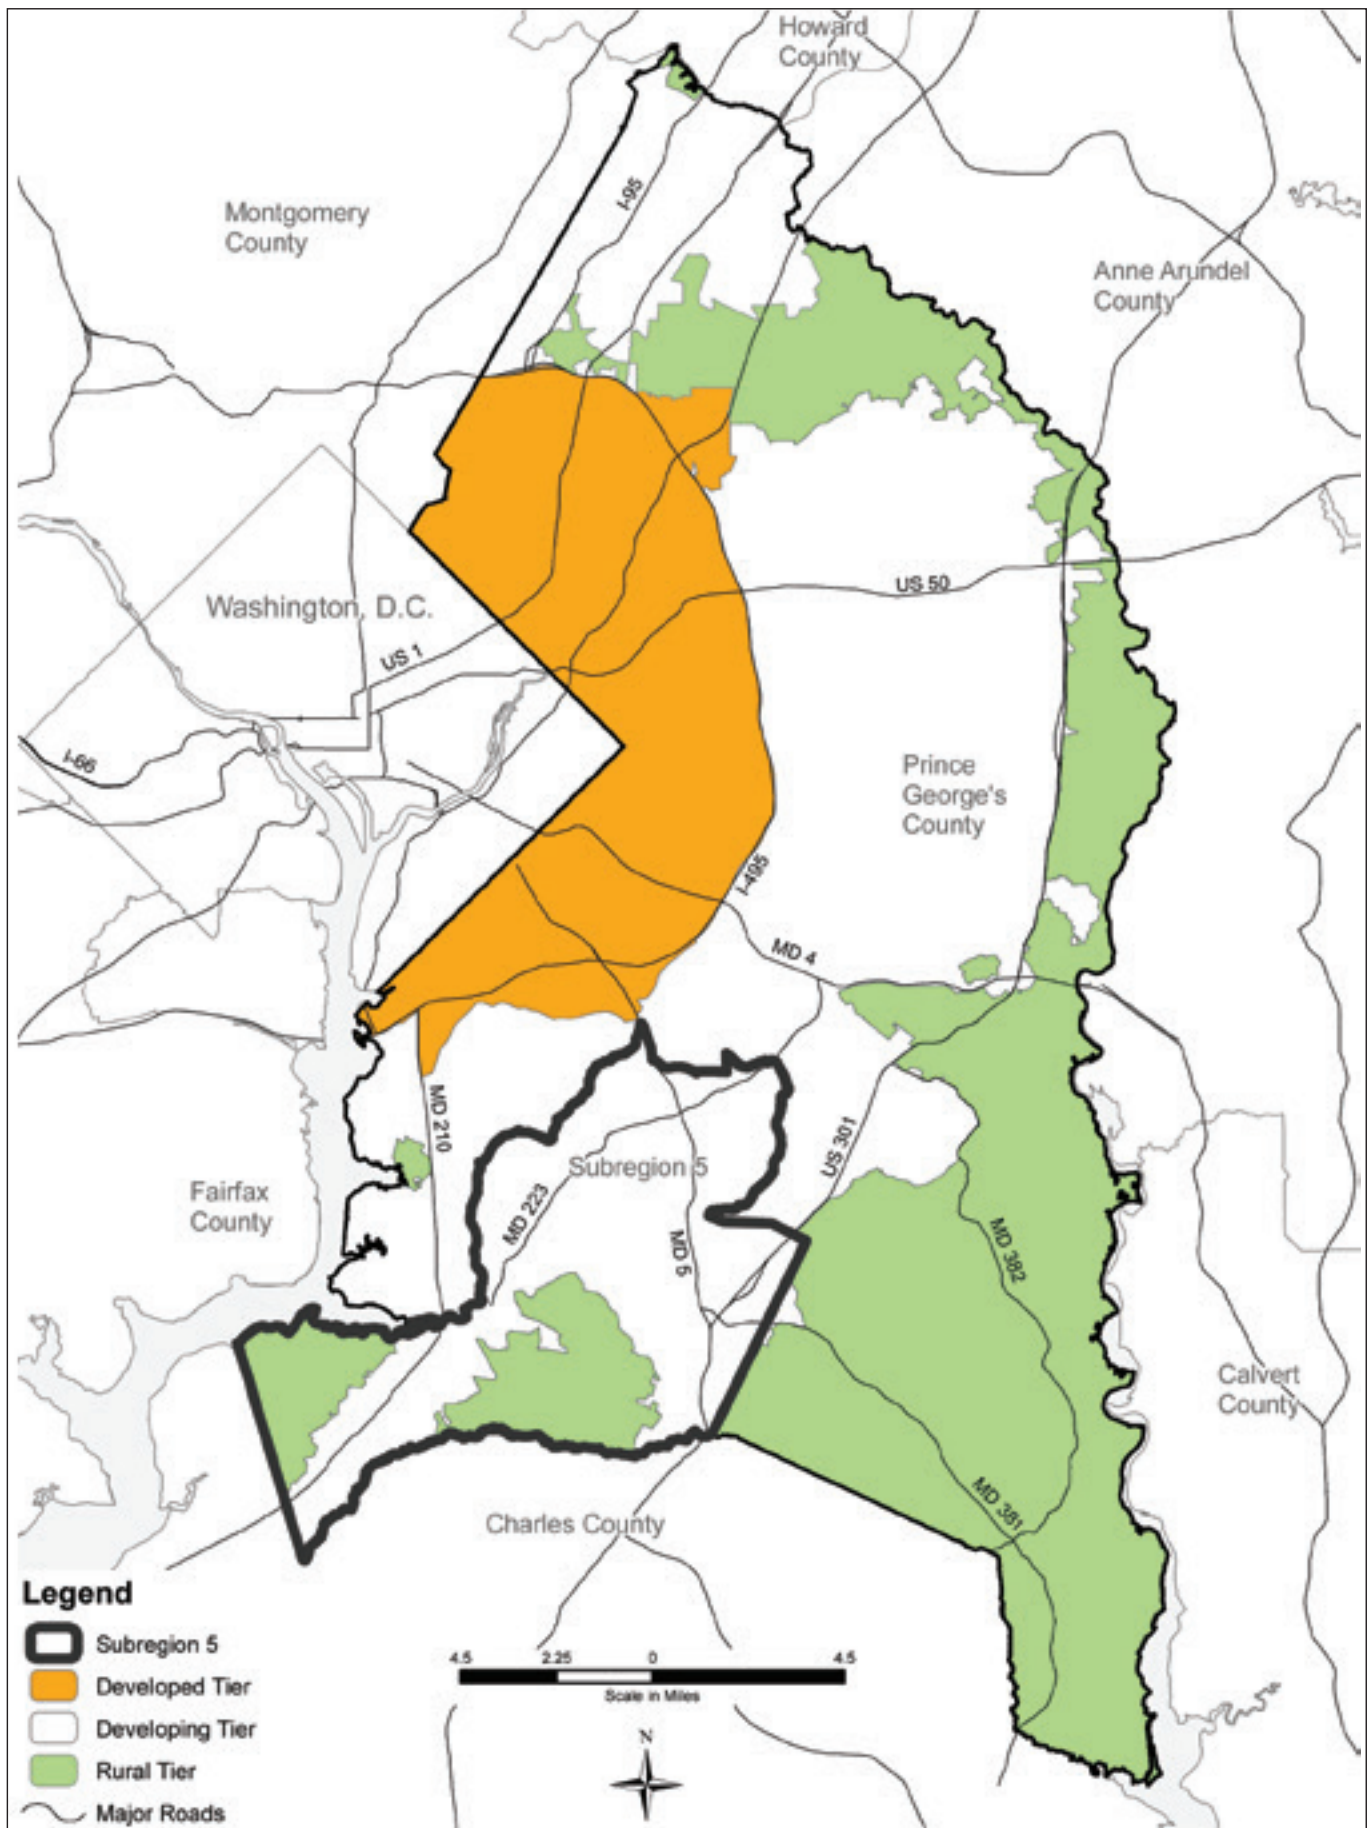 Howard
County
I-95
Montgomery
County
Anne Arundel
County
US 50
Washington, D.C.
US 1
I-66
Prince
George's
County
I-495
MD 4
MD 210
US 301
Subregion 5
Fairfax
County
MD 223
MD 5
MD 382
Calvert
County
MD 381
Charles County
Legend
Subregion 5
Developed Tier
Developing Tier
Rural Tier
Major Roads
4.5 2.25 0 4.5
Scale in Miles
N